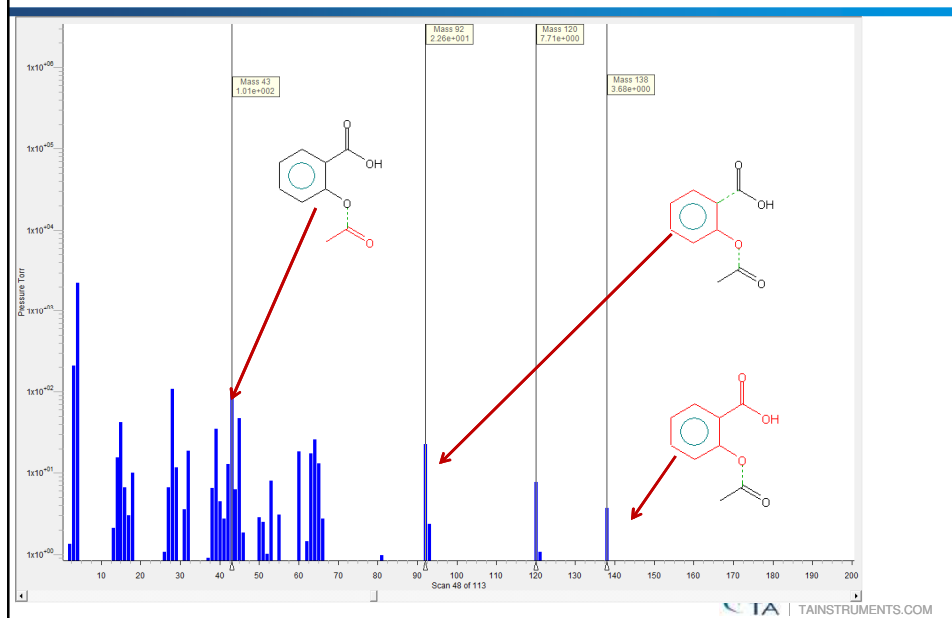 Mass 92
2.26e+001
Mass 120
7.71e+000
Mass 43
1.01e+002
Mass 138
3.68e+000
1x10+06
1x10+05
1x10+04
1x10+03
1x10+02
1x10+01
1x10+00
Pressure Torr
O
OH
O
O
O
OH
O
O
O
OH
O
O
10 20 30 40 50 60 70 80 90 100 110 120 130 140 150 160 170 180 190 200
Scan 48 of 113
TA | TAINSTRUMENTS.COM